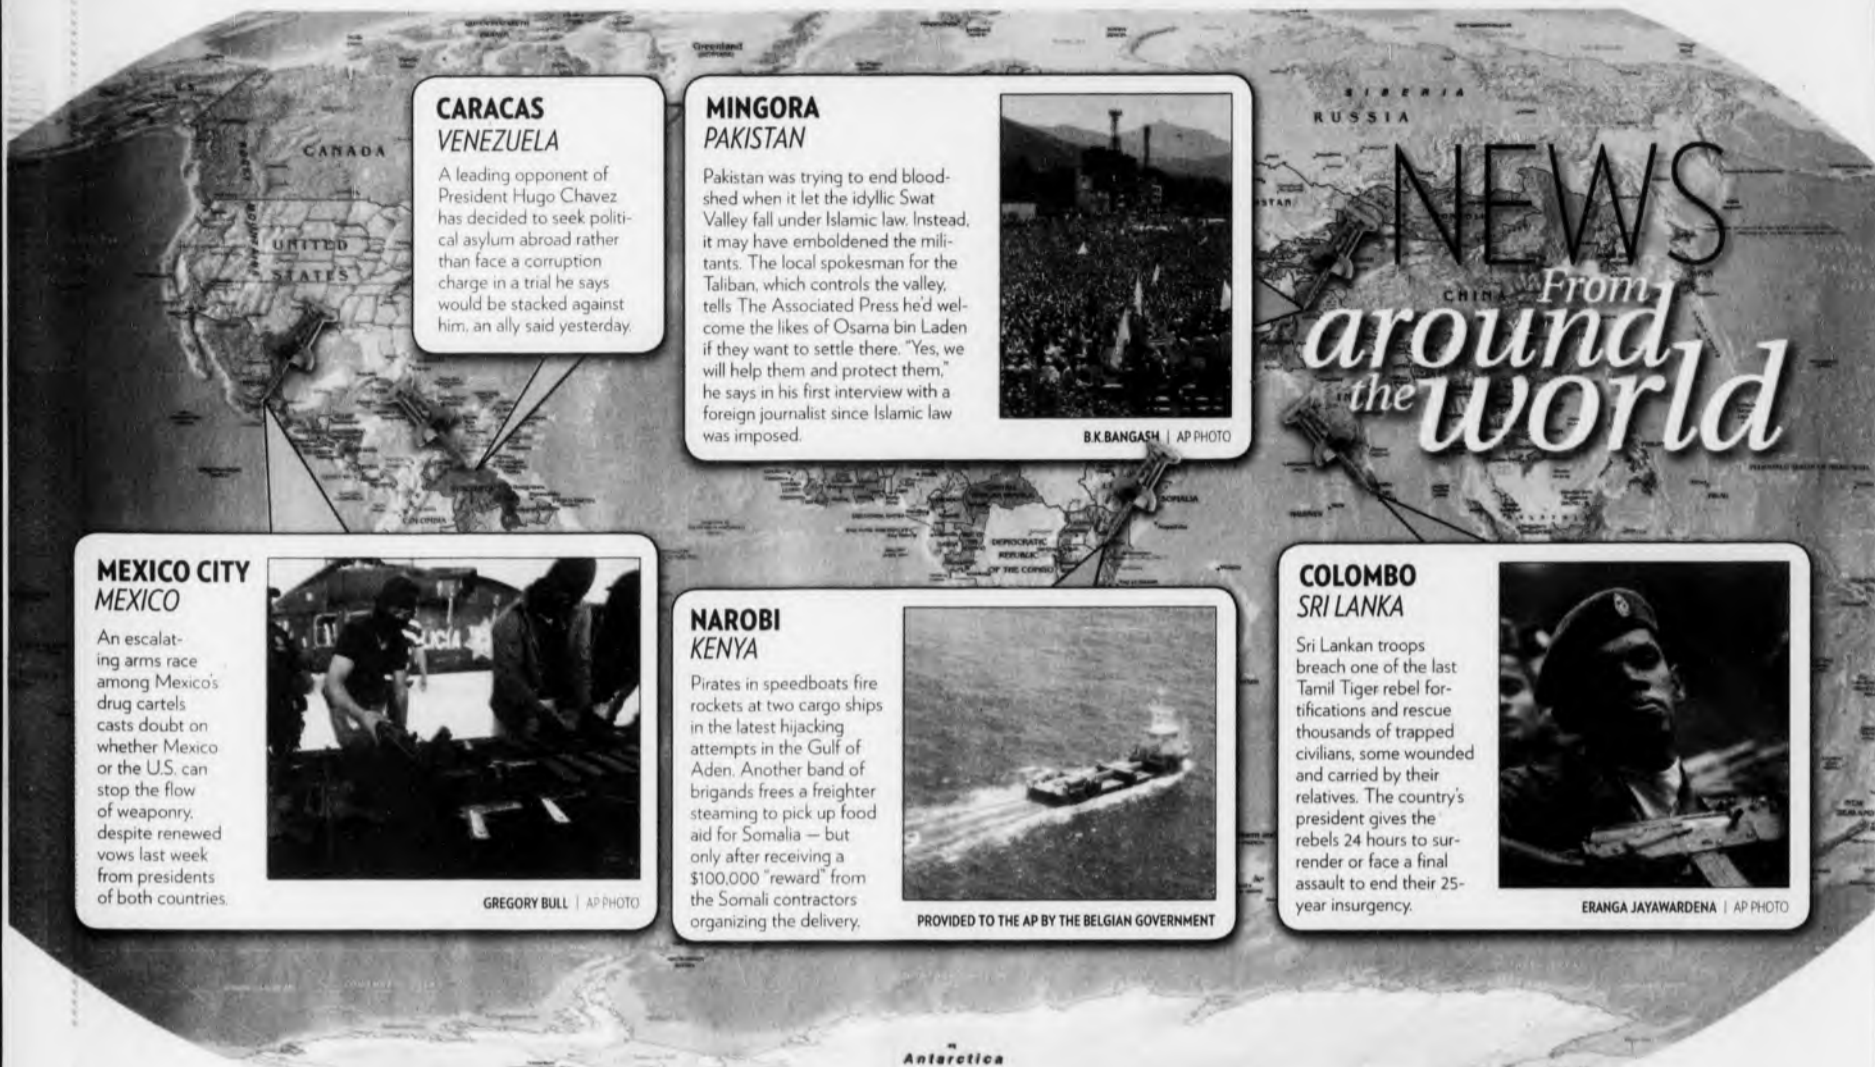 NEWS
From
around
the world
CARACAS
VENEZUELA
A leading opponent of
President Hugo Chavez
has decided to seek politi-
cal asylum abroad rather
than face a corruption
charge in a trial he says
would be stacked against
him, an ally said yesterday.
MINGORA
PAKISTAN
Pakistan was trying to end blood-
shed when it let the idyllic Swat
Valley fall under Islamic law. Instead,
it may have emboldened the mili-
tants. The local spokesman for the
Taliban, which controls the valley,
tells The Associated Press he'd wel-
come the likes of Osama bin Laden
if they want to settle there. "Yes, we
will help them and protect them,"
he says in his first interview with a
foreign journalist since Islamic law
was imposed.
B.K.BANGASH | AP PHOTO
MEXICO CITY
MEXICO
An escalat-
ing arms race
among Mexico's
drug cartels
casts doubt on
whether Mexico
or the U.S. can
stop the flow
of weaponry,
despite renewed
vows last week
from presidents
of both countries.
GREGORY BULL | AP PHOTO
NAROBI
KENYA
Pirates in speedboats fire
rockets at two cargo ships
in the latest hijacking
attempts in the Gulf of
Aden. Another band of
brigands frees a freighter
steaming to pick up food
aid for Somalia — but
only after receiving a
$100,000 "reward" from
the Somali contractors
organizing the delivery.
PROVIDED TO THE AP BY THE BELGIAN GOVERNMENT
COLOMBO
SRI LANKA
Sri Lankan troops
breach one of the last
Tamil Tiger rebel for-
tifications and rescue
thousands of trapped
civilians, some wounded
and carried by their
relatives. The country's
president gives the
rebels 24 hours to sur-
render or face a final
assault to end their 25-
year insurgency.
ERANGA JAYAWARDENA | AP PHOTO
Greenland
CANADA
UNITED
STATES
SIBERIA
RUSSIA
CHINA
COLOMBIA
SOMALIA
DEMOCRATIC
REPUBLIC
OF THE CONGO
Antarctica